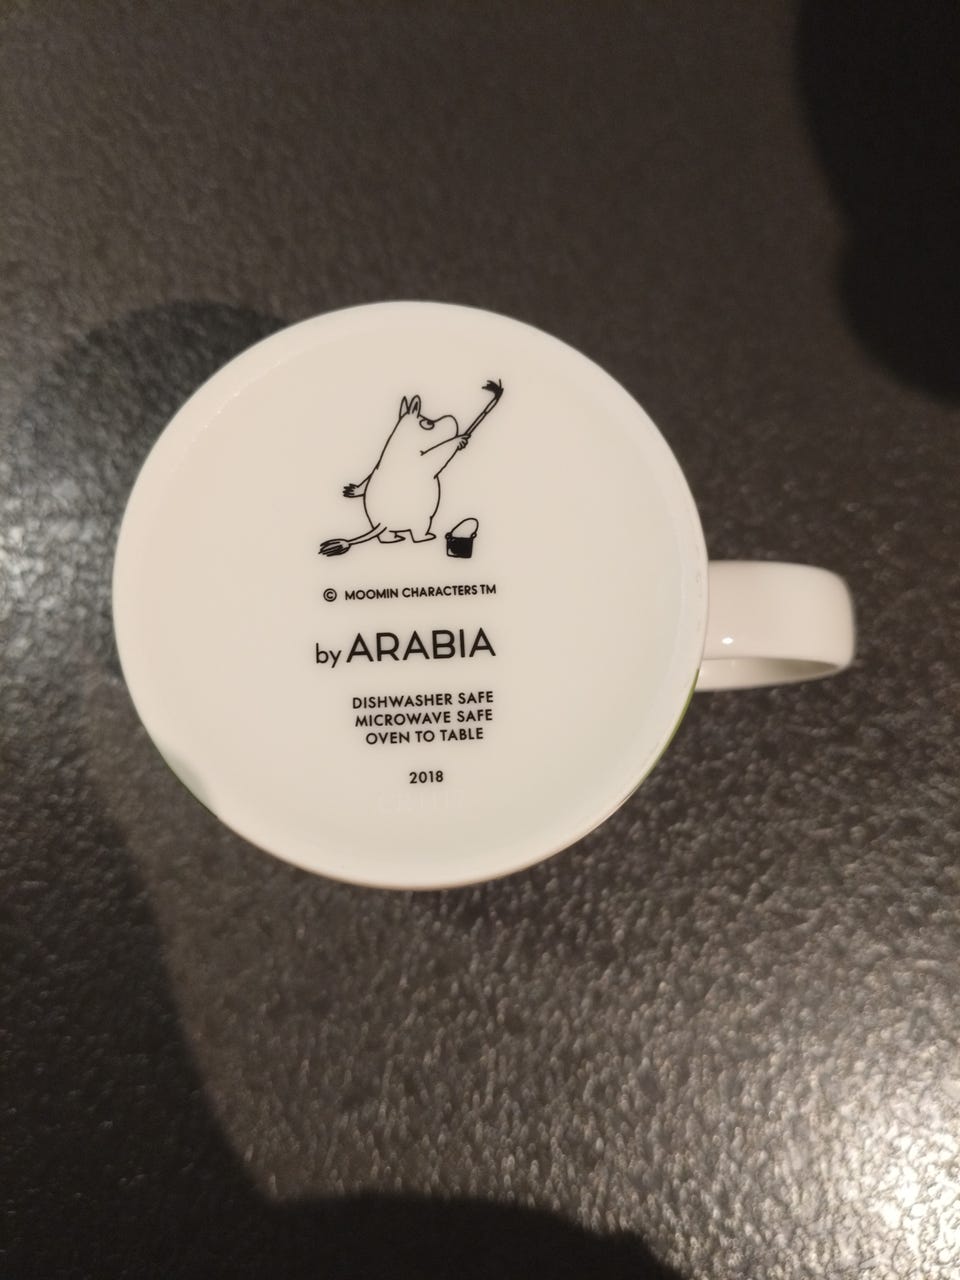 © MOOMIN CHARACTERS TM
by ARABIA
DISHWASHER SAFE
MICROWAVE SAFE
OVEN TO TABLE
2018